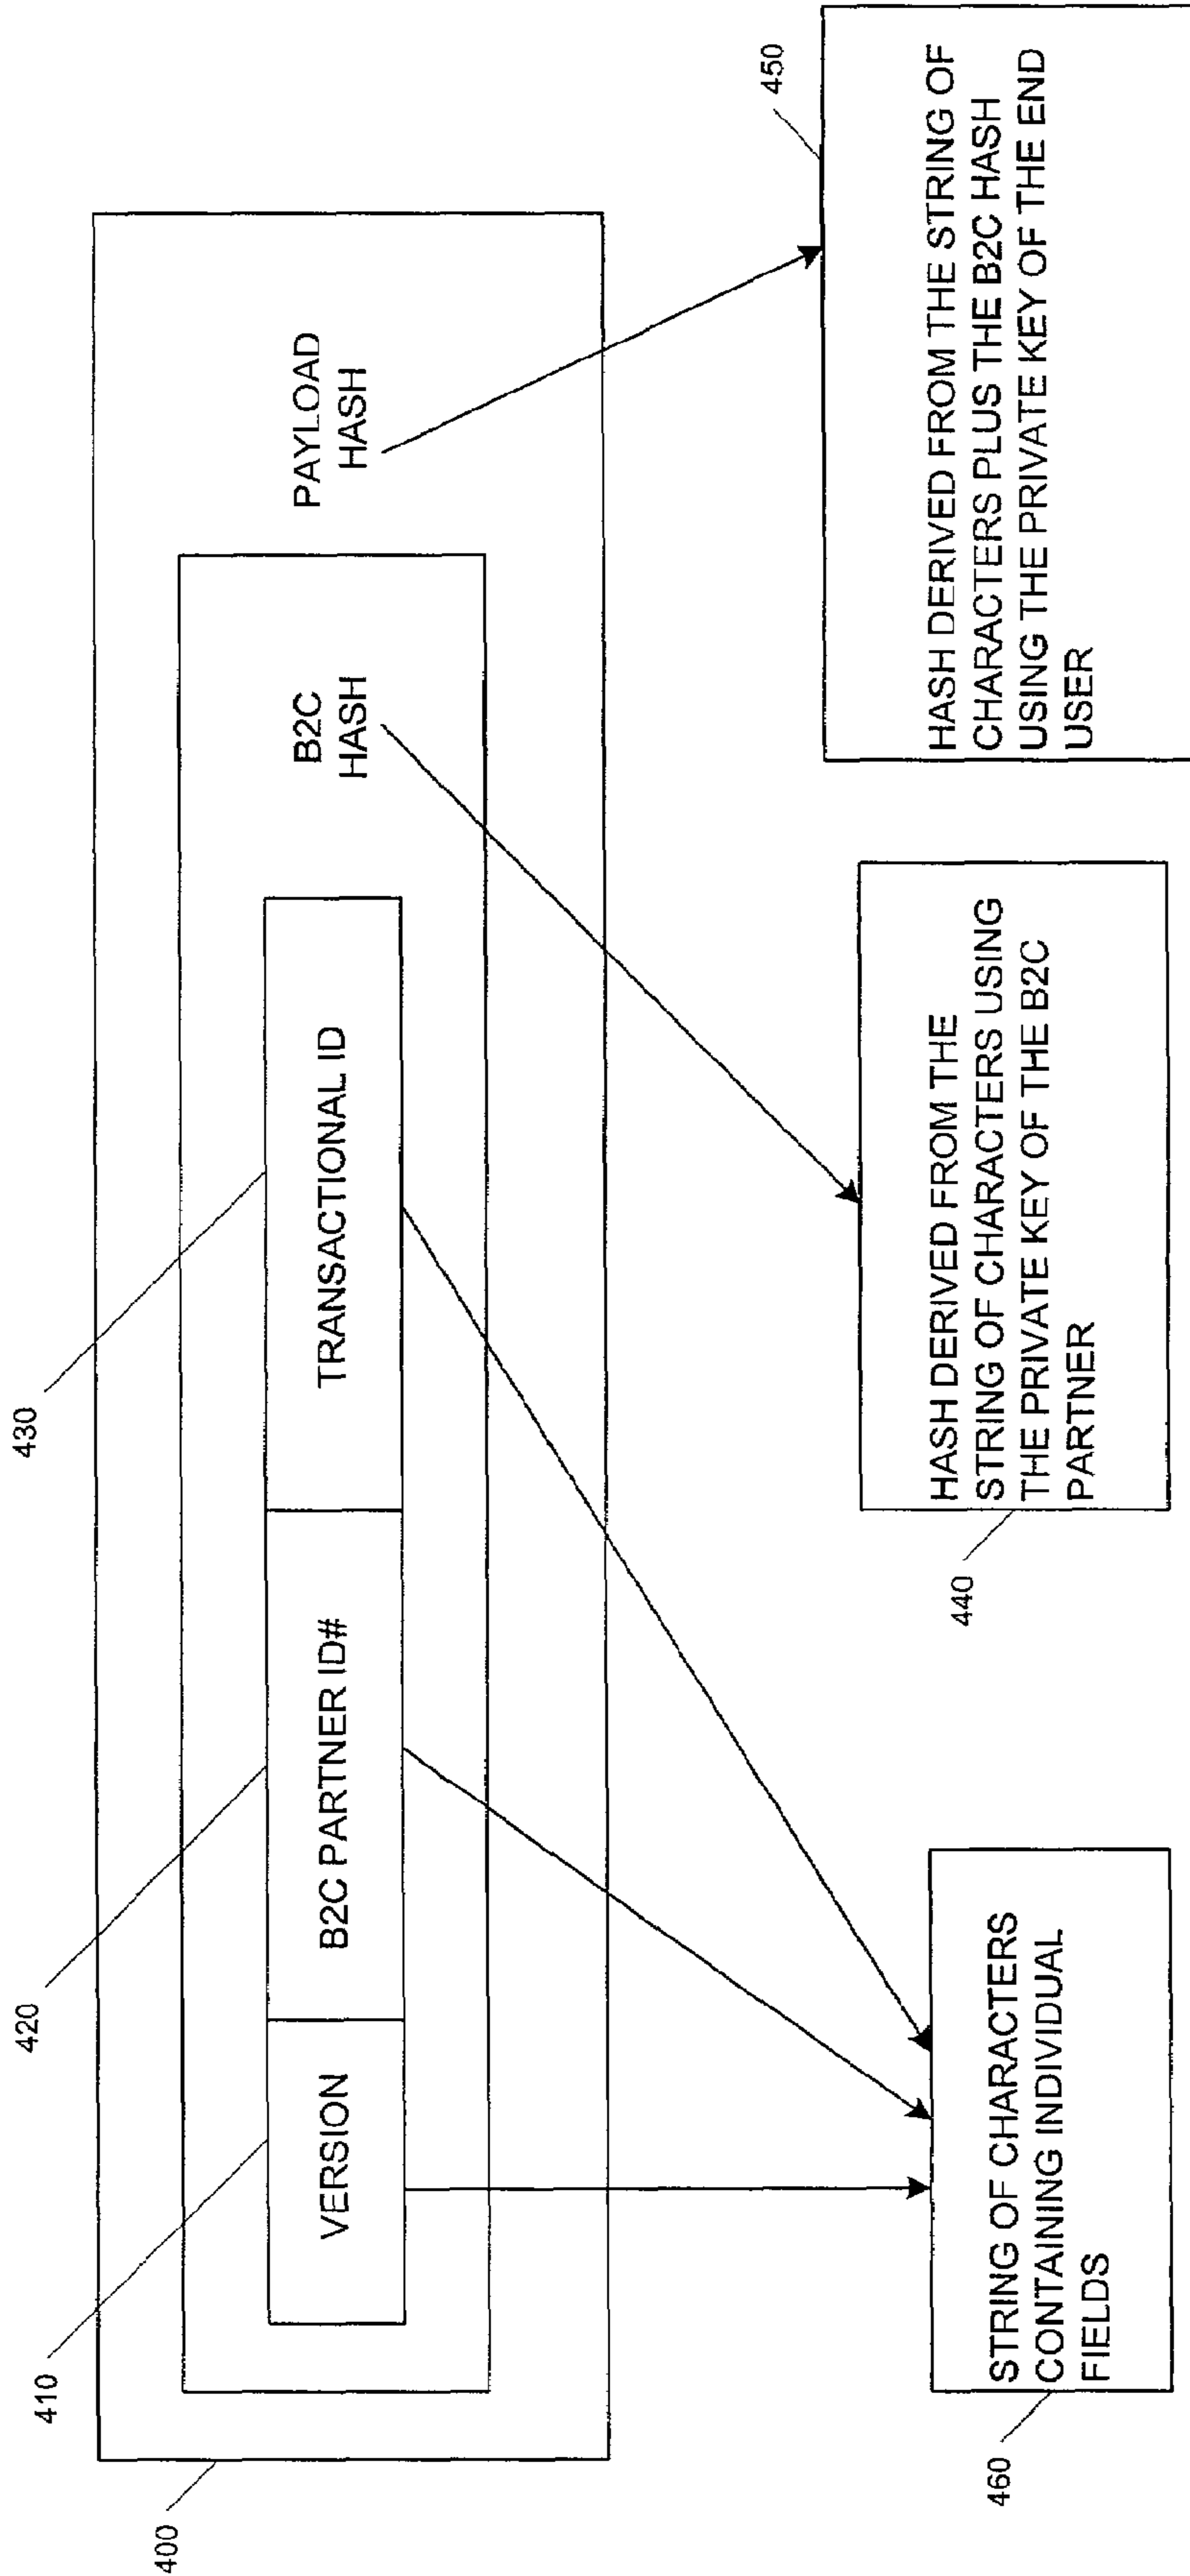 400
410
420
430
VERSION
B2C PARTNER ID#
TRANSACTIONAL ID
B2C
HASH
PAYLOAD
HASH
460
STRING OF CHARACTERS
CONTAINING INDIVIDUAL
FIELDS
440
HASH DERIVED FROM THE
STRING OF CHARACTERS USING
THE PRIVATE KEY OF THE B2C
PARTNER
450
HASH DERIVED FROM THE STRING OF
CHARACTERS PLUS THE B2C HASH
USING THE PRIVATE KEY OF THE END
USER